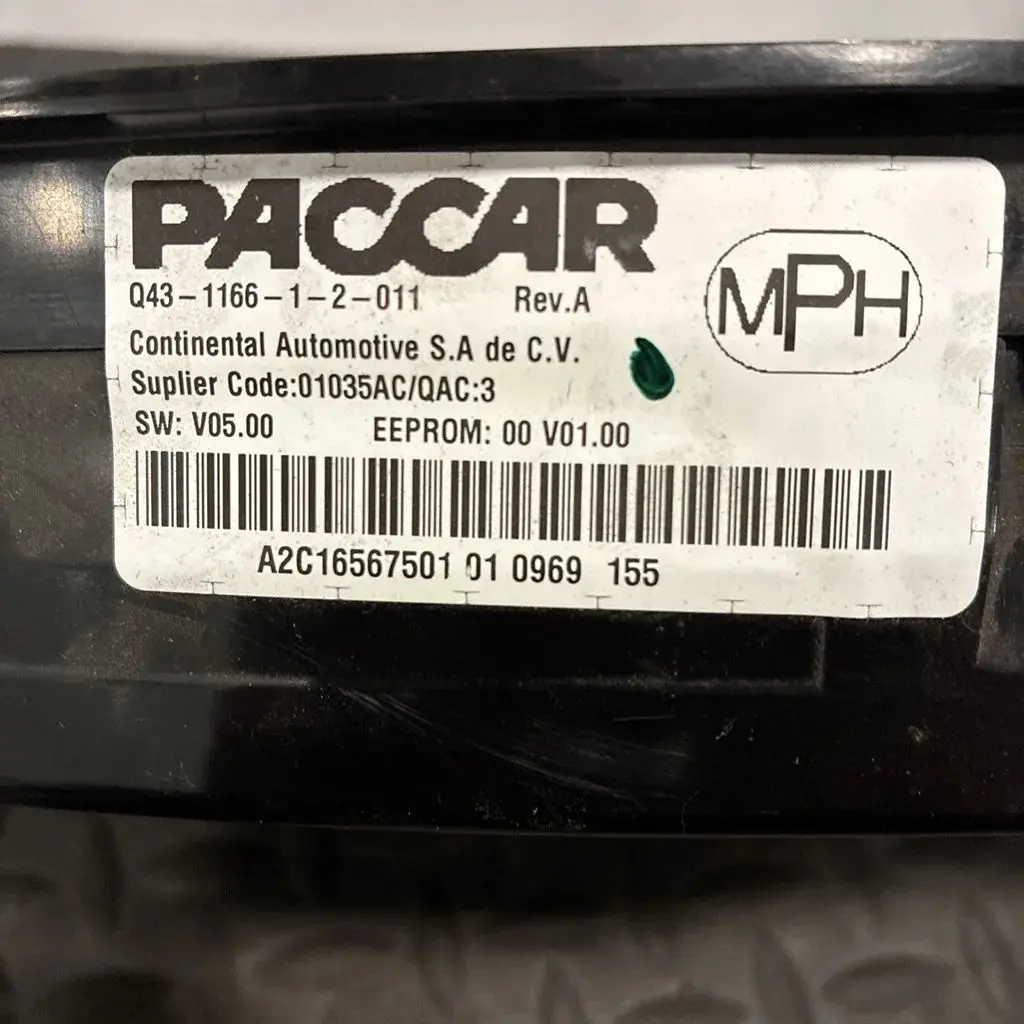 PACCAR
MPH
Q43-1166-1-2-011 Rev.A
Continental Automotive S.A de C.V.
Suplier Code:01035AC/QAC:3
SW: V05.00 EEPROM: 00 V01.00
A2C16567501 01 0969 155